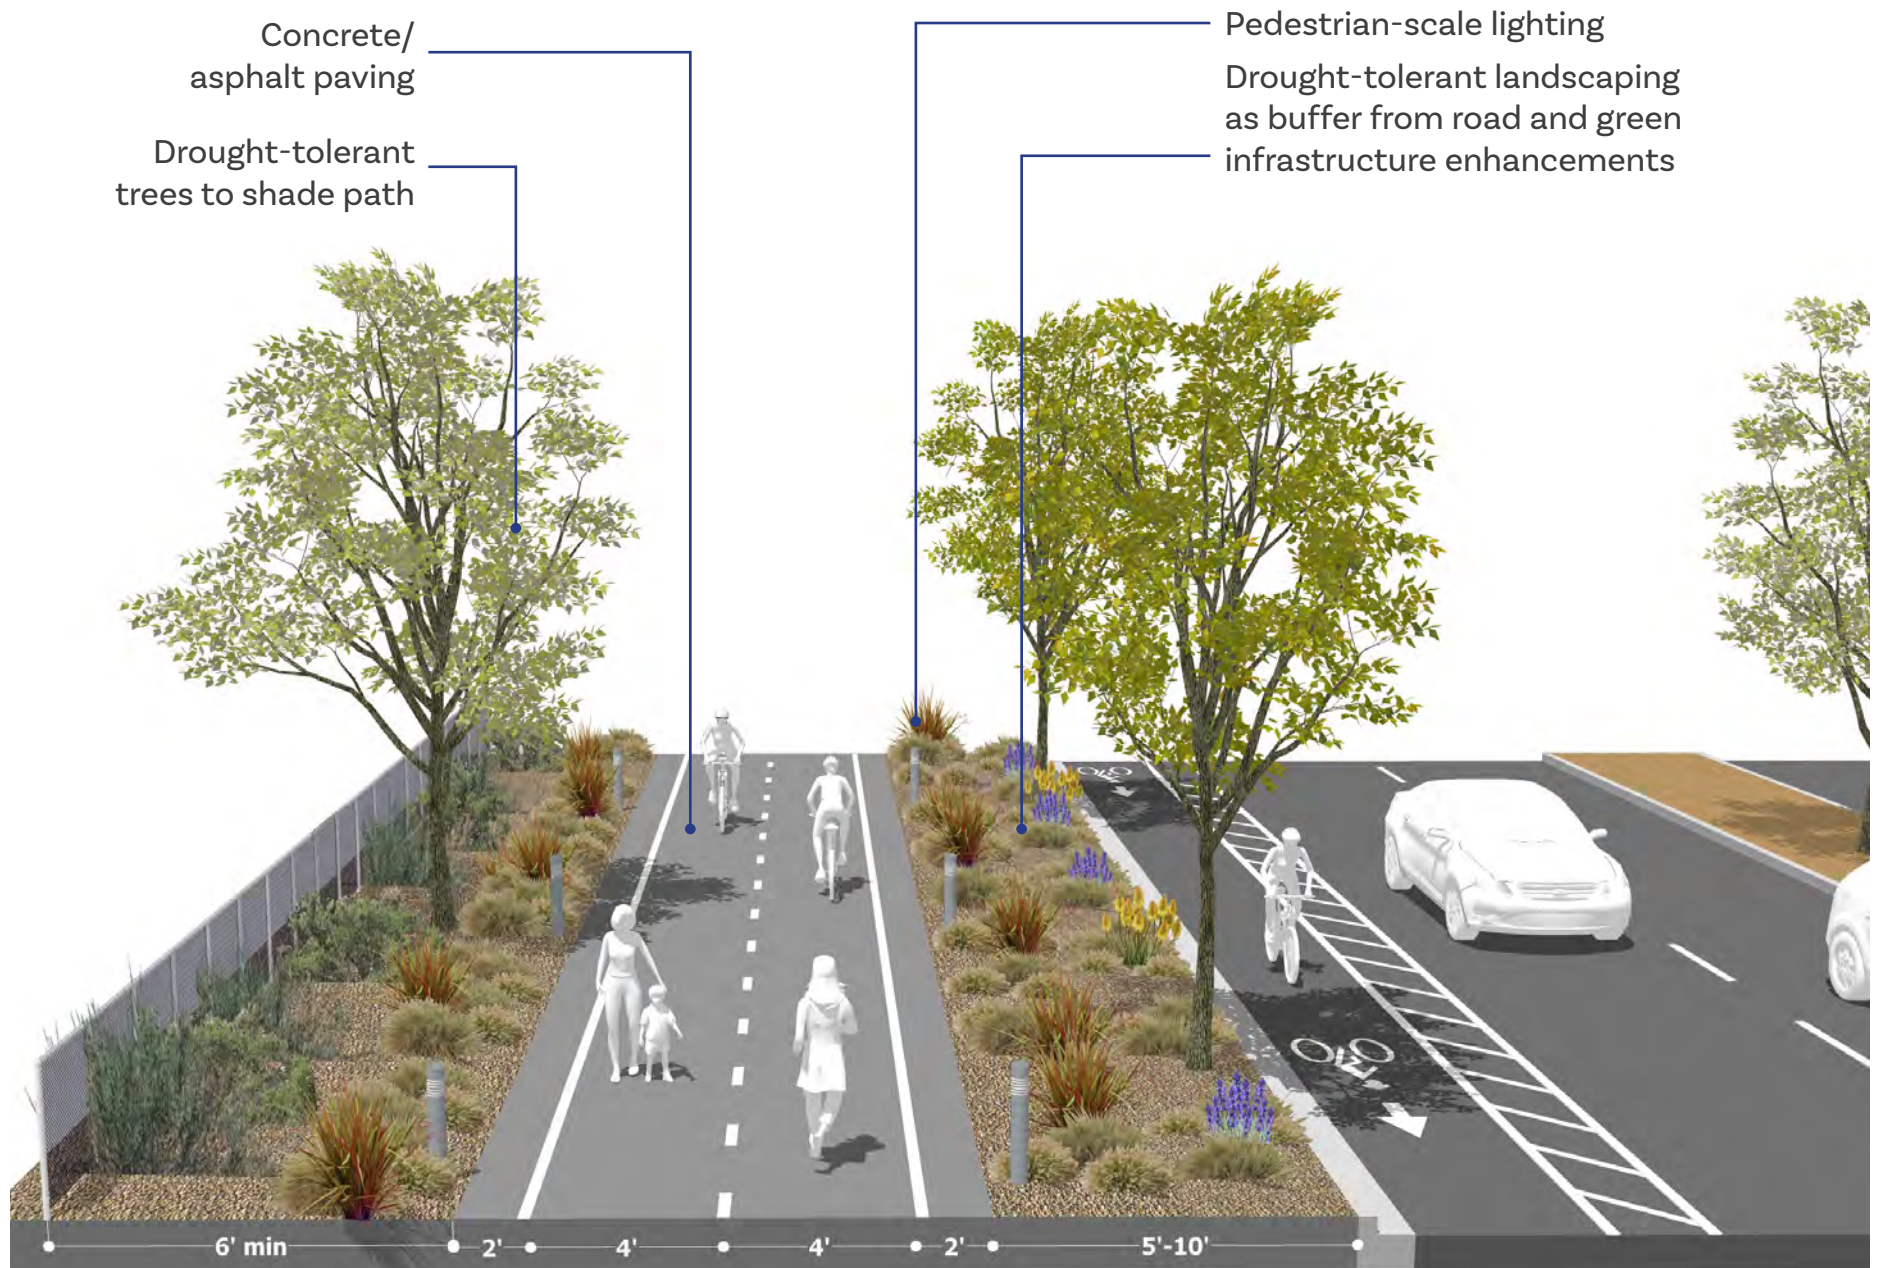 Concrete/
asphalt paving
Drought-tolerant
trees to shade path
Pedestrian-scale lighting
Drought-tolerant landscaping
as buffer from road and green
infrastructure enhancements
6' min
2'
4'
4'
2'
5'-10'